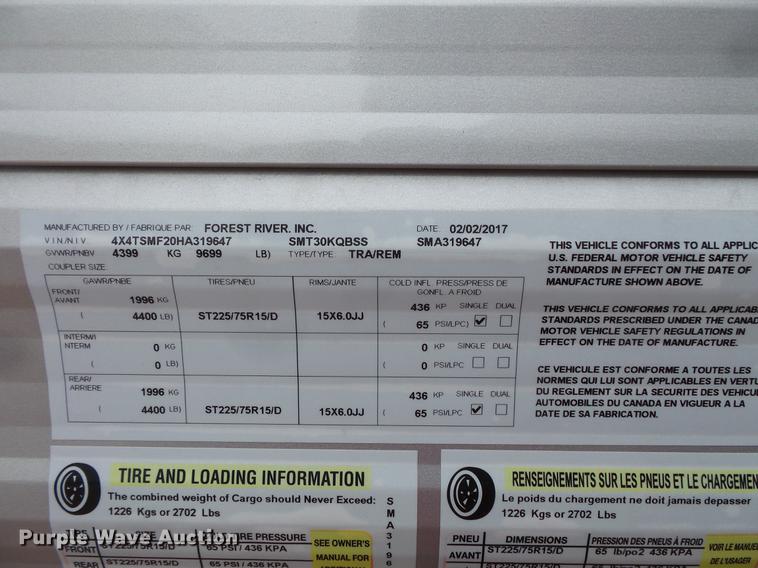 MANUFACTURED BY / FABRIQUE PAR: FOREST RIVER, INC. DATE: 02/02/2017
VIN/NIV 4X4TSMF20HA319647 SMT30KQBSS SMA319647
GVWR/PNBV 4399 KG 9699 LB) TYPE/TYPE: TRA/REM
COUPLER SIZE:
GAWR/PNBE TIRES/PNEU RIMS/JANTE COLD INFL. PRESS/PRESS DE GONFL. A FROID
FRONT/ AVANT 1996 KG 436 KP SINGLE DUAL
( 4400 LB) ST225/75R15/D 15X6.0JJ ( 65 PSI/LPC)
INTERM/I NTERM 0 KG 0 KP SINGLE DUAL
( 0 LB) ( 0 PSI/LPC
REAR/ ARRIERE 1996 KG 436 KP SINGLE DUAL
( 4400 LB) ST225/75R15/D 15X6.0JJ ( 65 PSI/LPC
THIS VEHICLE CONFORMS TO ALL APPLIC
U.S. FEDERAL MOTOR VEHICLE SAFETY
STANDARDS IN EFFECT ON THE DATE OF
MANUFACTURE SHOWN ABOVE.
THIS VEHICLE CONFORMS TO ALL APPLICAB
STANDARDS PRESCRIBED UNDER THE CANA
MOTOR VEHICLE SAFETY REGULATIONS IN
EFFECT ON THE DATE OF MANUFACTURE.
CE VEHICULE EST CONFORME A TOUTES LES
NORMES QUI LUI SONT APPLICABLES EN VERTU
DU REGLEMENT SUR LA SECURITE DES VEHICUL
AUTOMOBILES DU CANADA EN VIGUEUR A LA
DATE DE SA FABRICATION.
TIRE AND LOADING INFORMATION
The combined weight of Cargo should Never Exceed:
1226 Kgs or 2702 Lbs
SMA3196
SEE OWNER'S
FRONT ST225/75R15/D 65 PSI / 436 KPA
MANUAL FOR
REAR
RENSEIGNEMENTS SUR LES PNEUS ET LE CHARGEMEN
Le poids du chargement ne doit jamais depasser
1226 Kgs or 2702 Lbs
PNEU DIMENSIONS PRESSION DES PNEUS À FROID VOIR LE MANUE
AVANT ST225/75R15/D 65 lb/po2 436 KPA DE L'USAGER
Purple Wave Auction